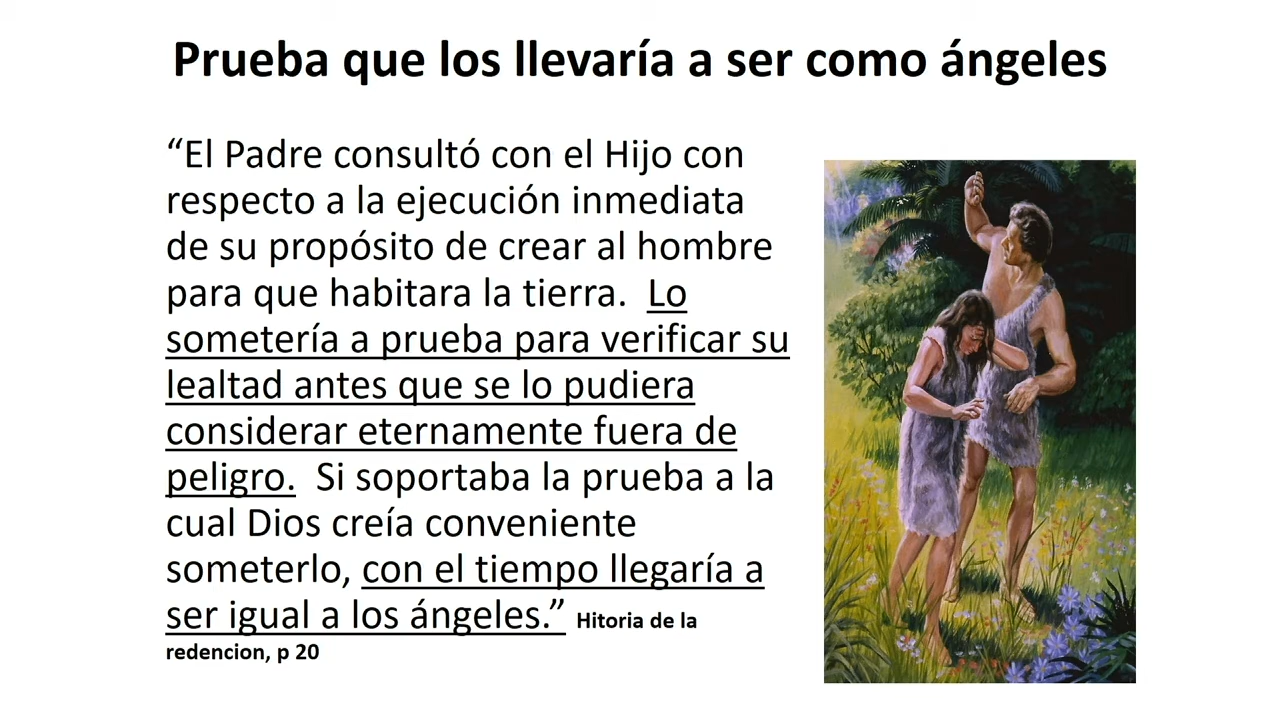 Prueba que los llevaría a ser como ángeles
“El Padre consultó con el Hijo con
respecto a la ejecución inmediata
de su propósito de crear al hombre
para que habitara la tierra. Lo
sometería a prueba para verificar su
lealtad antes que se lo pudiera
considerar eternamente fuera de
peligro. Si soportaba la prueba a la
cual Dios creía conveniente
someterlo, con el tiempo llegaría a
ser igual a los ángeles.” Hitoria de la
redencion, p 20